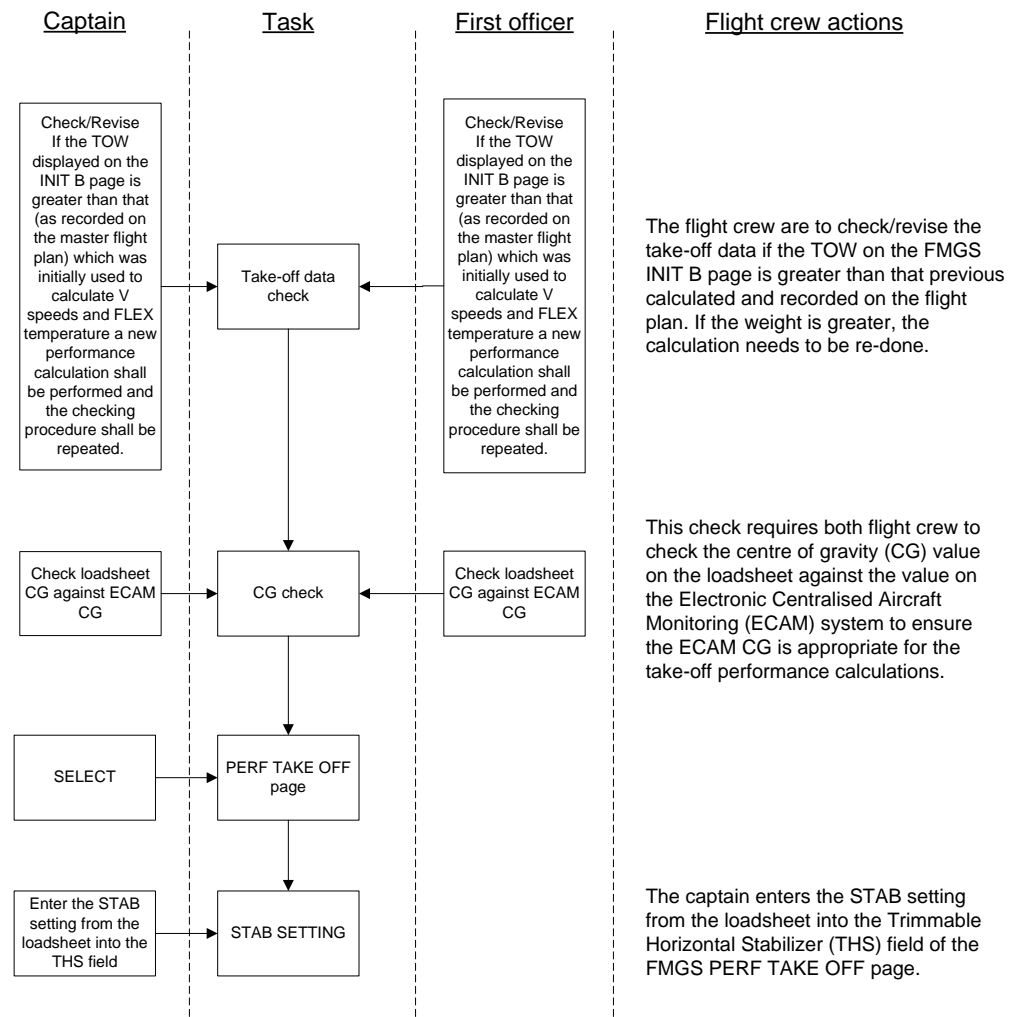 Captain
Task
First officer
Flight crew actions
Check/Revise
If the TOW
displayed on the
INIT B page is
greater than that
(as recorded on
the master flight
plan) which was
initially used to
calculate V
speeds and FLEX
temperature a new
performance
calculation shall
be performed and
the checking
procedure shall be
repeated.
Take-off data
check
Check/Revise
If the TOW
displayed on the
INIT B page is
greater than that
(as recorded on
the master flight
plan) which was
initially used to
calculate V
speeds and FLEX
temperature a new
performance
calculation shall
be performed and
the checking
procedure shall be
repeated.
The flight crew are to check/revise the
take-off data if the TOW on the FMGS
INIT B page is greater than that previous
calculated and recorded on the flight
plan. If the weight is greater, the
calculation needs to be re-done.
Check loadsheet
CG against ECAM
CG
CG check
Check loadsheet
CG against ECAM
CG
This check requires both flight crew to
check the centre of gravity (CG) value
on the loadsheet against the value on
the Electronic Centralised Aircraft
Monitoring (ECAM) system to ensure
the ECAM CG is appropriate for the
take-off performance calculations.
SELECT
PERF TAKE OFF
page
Enter the STAB
setting from the
loadsheet into the
THS field
STAB SETTING
The captain enters the STAB setting
from the loadsheet into the Trimmable
Horizontal Stabilizer (THS) field of the
FMGS PERF TAKE OFF page.